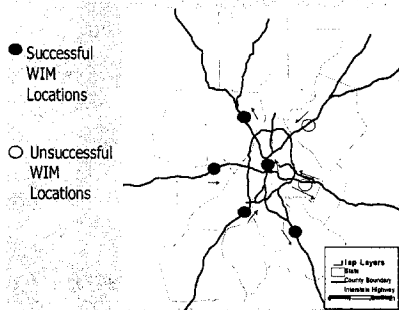 Successful
WIM
Locations
Unsuccessful
WIM
Locations
Map Layers
State
County Boundary
Interstate Highway